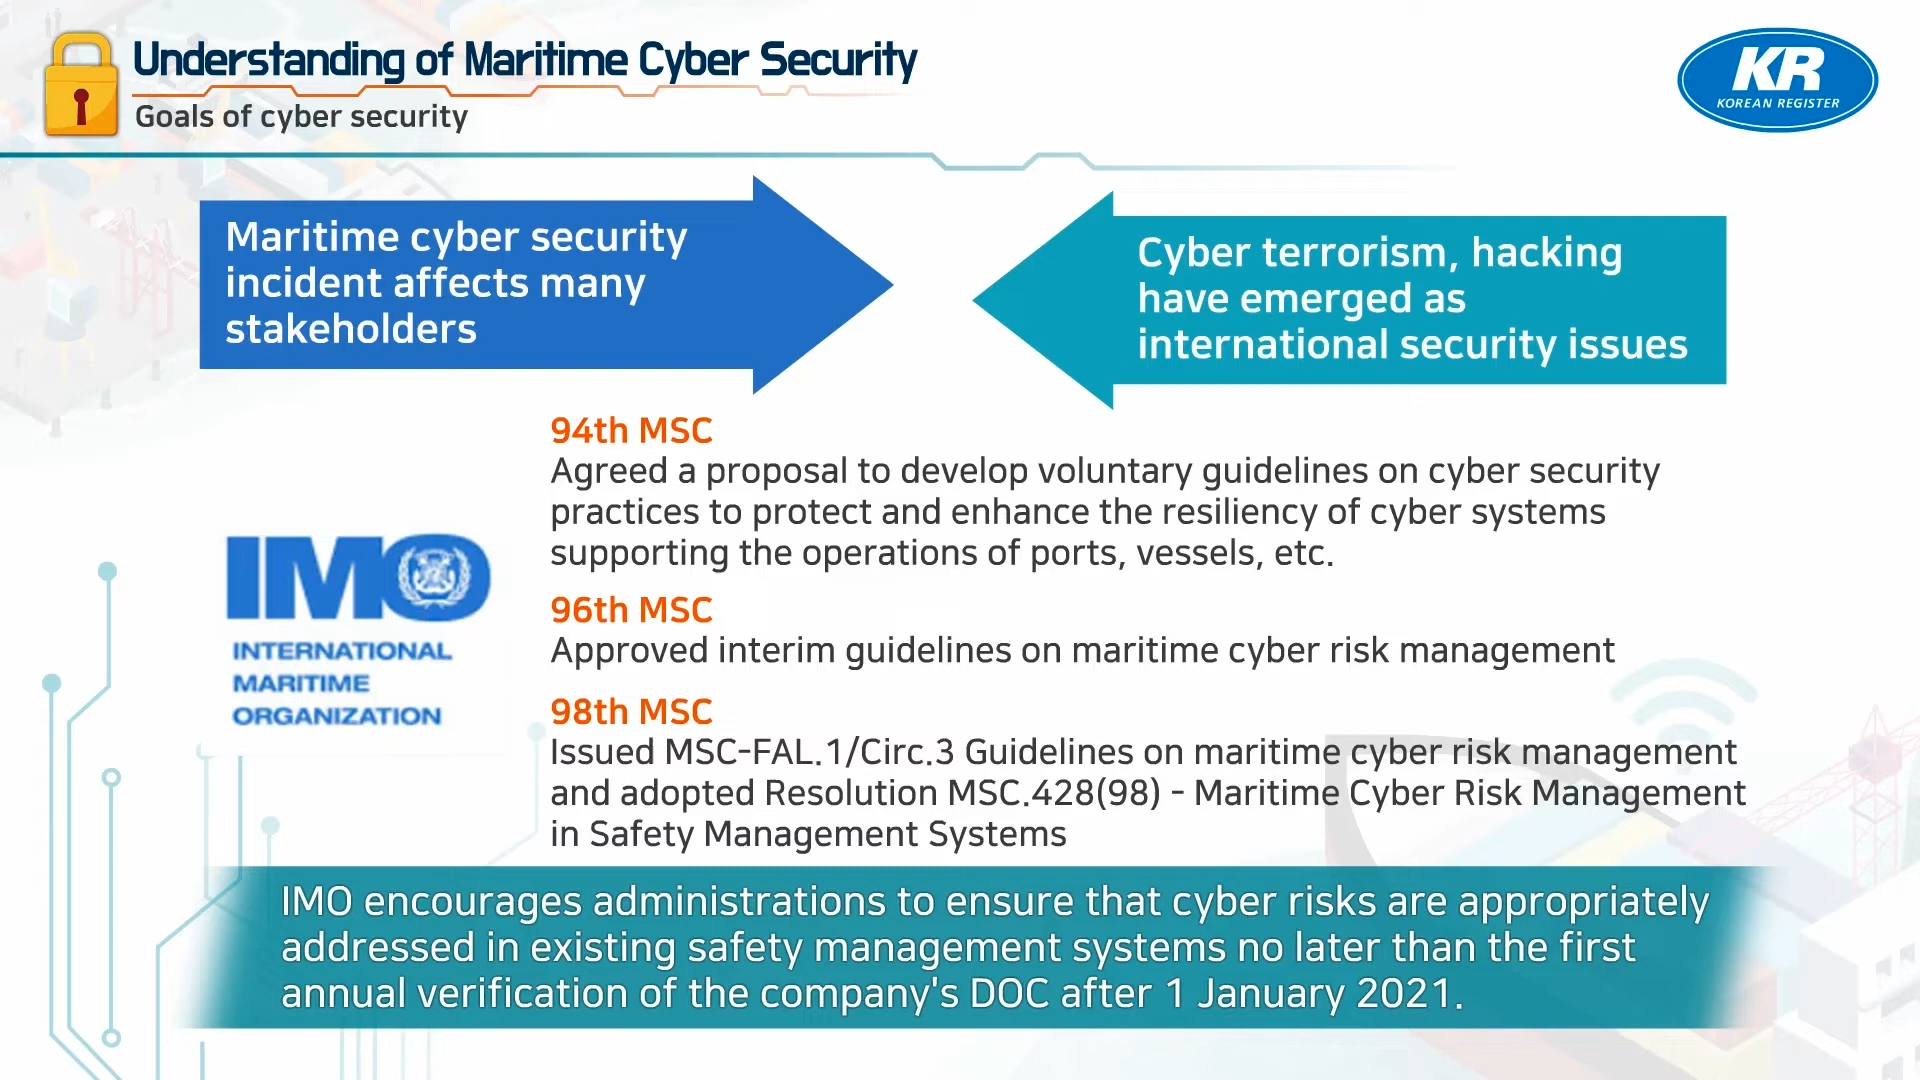 Understanding of Maritime Cyber Security
Goals of cyber security
KR
KOREAN REGISTER
Maritime cyber security
incident affects many
stakeholders
Cyber terrorism, hacking
have emerged as
international security issues
94th MSC
Agreed a proposal to develop voluntary guidelines on cyber security
practices to protect and enhance the resiliency of cyber systems
supporting the operations of ports, vessels, etc.
IMO
INTERNATIONAL
MARITIME
ORGANIZATION
96th MSC
Approved interim guidelines on maritime cyber risk management
98th MSC
Issued MSC-FAL.1/Circ.3 Guidelines on maritime cyber risk management
and adopted Resolution MSC.428(98) - Maritime Cyber Risk Management
in Safety Management Systems
IMO encourages administrations to ensure that cyber risks are appropriately
addressed in existing safety management systems no later than the first
annual verification of the company's DOC after 1 January 2021.